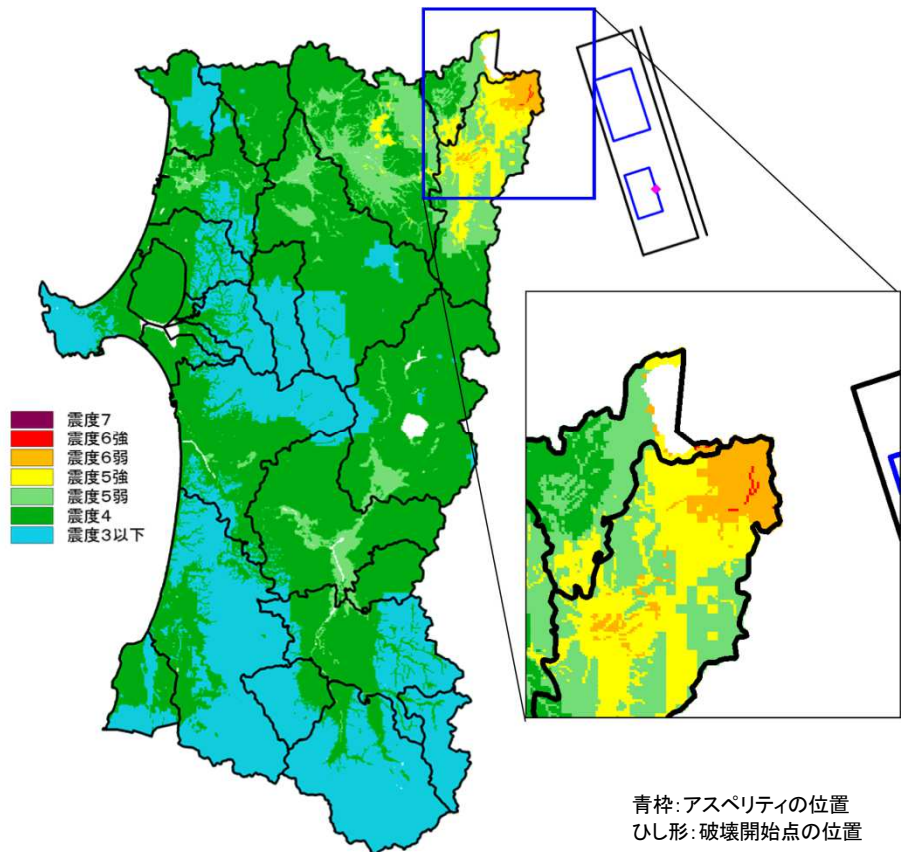 震度7
震度6強
震度6弱
震度5強
震度5弱
震度4
震度3以下
青枠:アスペリティの位置
ひし形:破壊開始点の位置